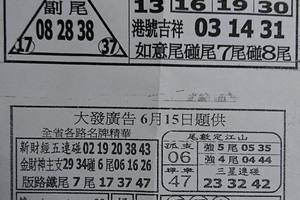 副尾
08 28 38
17 37
13 16 19 30
港號吉祥 03 14 31
如意尾碰尾7尾碰8尾
大發廣告6月15日題供
全省各路名牌精華
新財經五連碰 02 19 20 38 43
金財神主支 29 34碰6尾 06 16 26
版路鐵尾7尾 17 37 47
尾數定江山
孤支 06 強5尾 05 35
強4尾 04 44
47 三星連碰
23 32 42